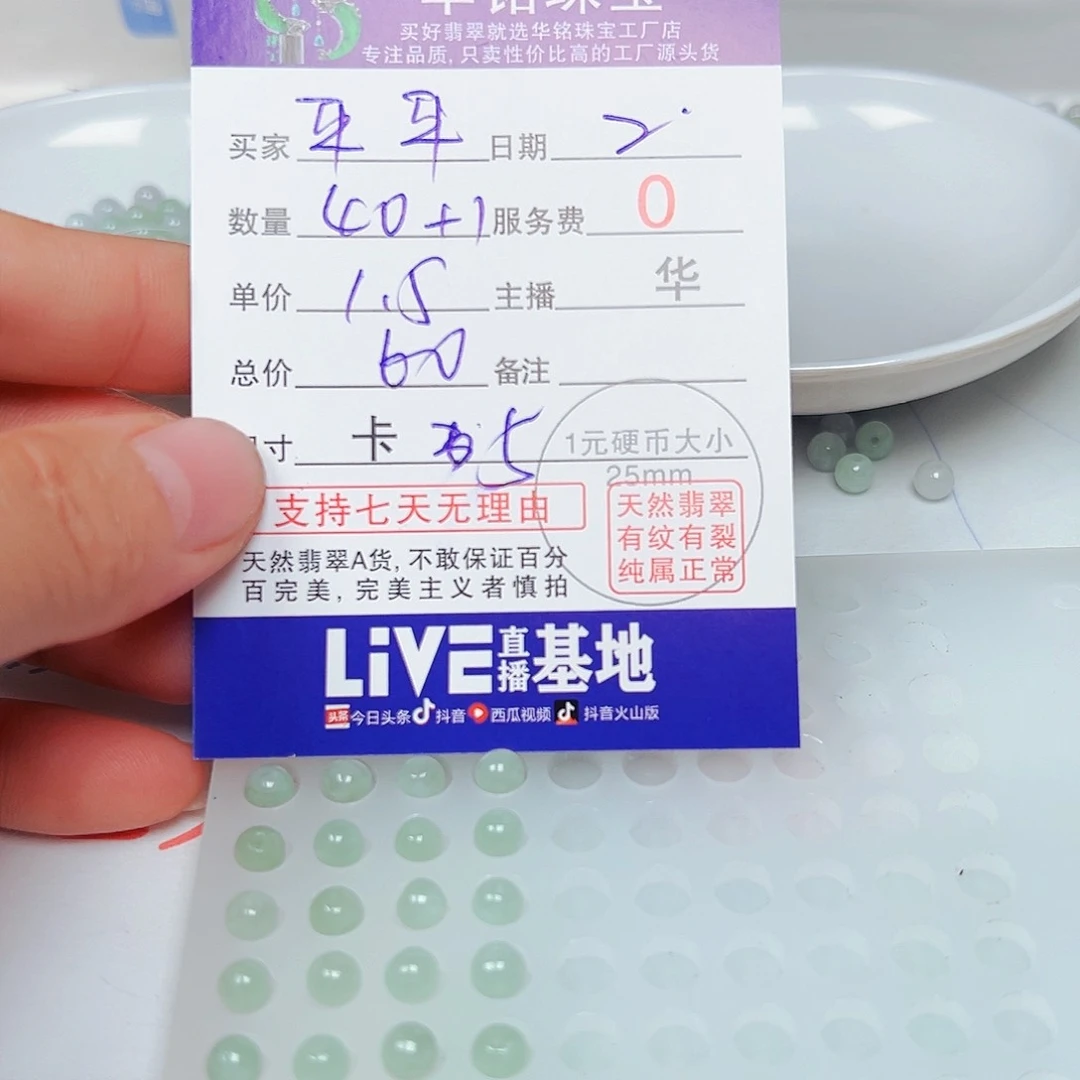 华铭珠宝
买好翡翠就选华铭珠宝工厂店
专注品质,只卖性价比高的工厂源头货
买家 日期
数量 40+1 服务费 0
单价 1.5 主播 华
总价 60 备注
寸 卡 5 1元硬币大小
25mm
支持七天无理由
天然翡翠
有纹有裂
纯属正常
天然翡翠A货,不敢保证百分
百完美,完美主义者慎拍
LiVE直播基地
头条 今日头条 抖音 西瓜视频 抖音火山版